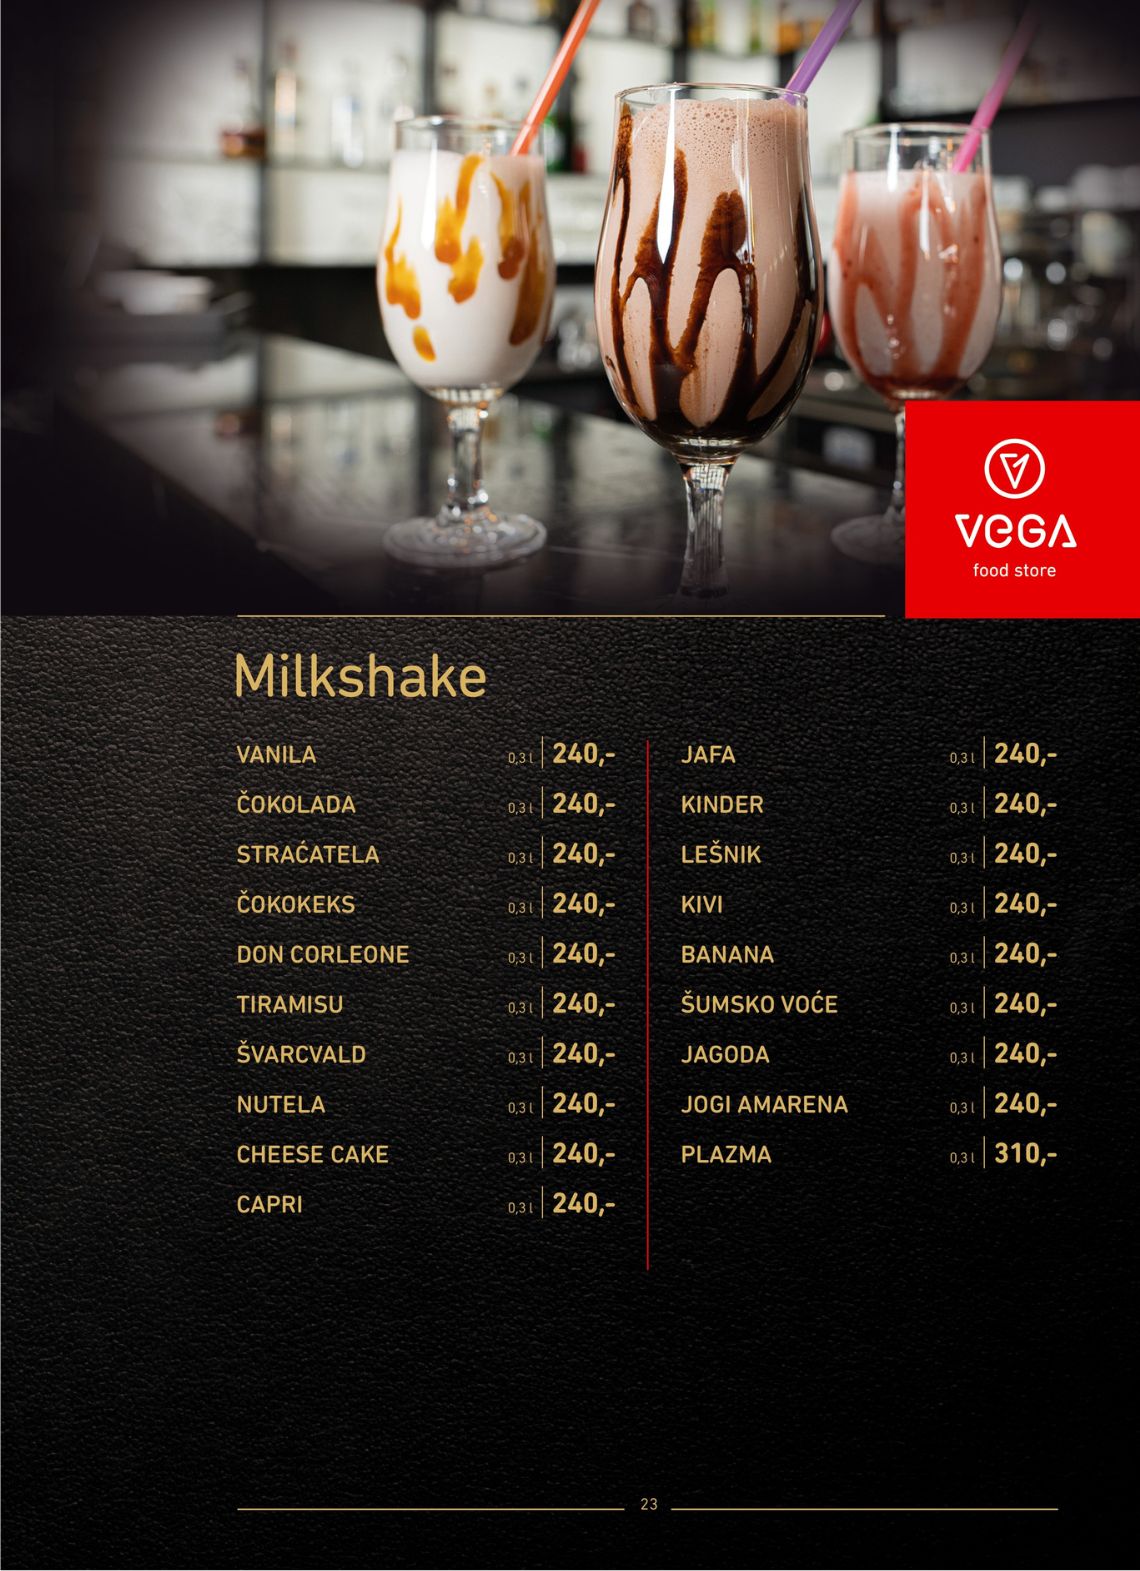 VEGA
food store
Milkshake
VANILA 0,3 l 240,-
ČOKOLADA 0,3 l 240,-
STRAĆATELA 0,3 l 240,-
ČOKOKEKS 0,3 l 240,-
DON CORLEONE 0,3 l 240,-
TIRAMISU 0,3 l 240,-
ŠVARCVALD 0,3 l 240,-
NUTELA 0,3 l 240,-
CHEESE CAKE 0,3 l 240,-
CAPRI 0,3 l 240,-
JAFA 0,3 l 240,-
KINDER 0,3 l 240,-
LEŠNIK 0,3 l 240,-
KIVI 0,3 l 240,-
BANANA 0,3 l 240,-
ŠUMSKO VOĆE 0,3 l 240,-
JAGODA 0,3 l 240,-
JOGI AMARENA 0,3 l 240,-
PLAZMA 0,3 l 310,-
23